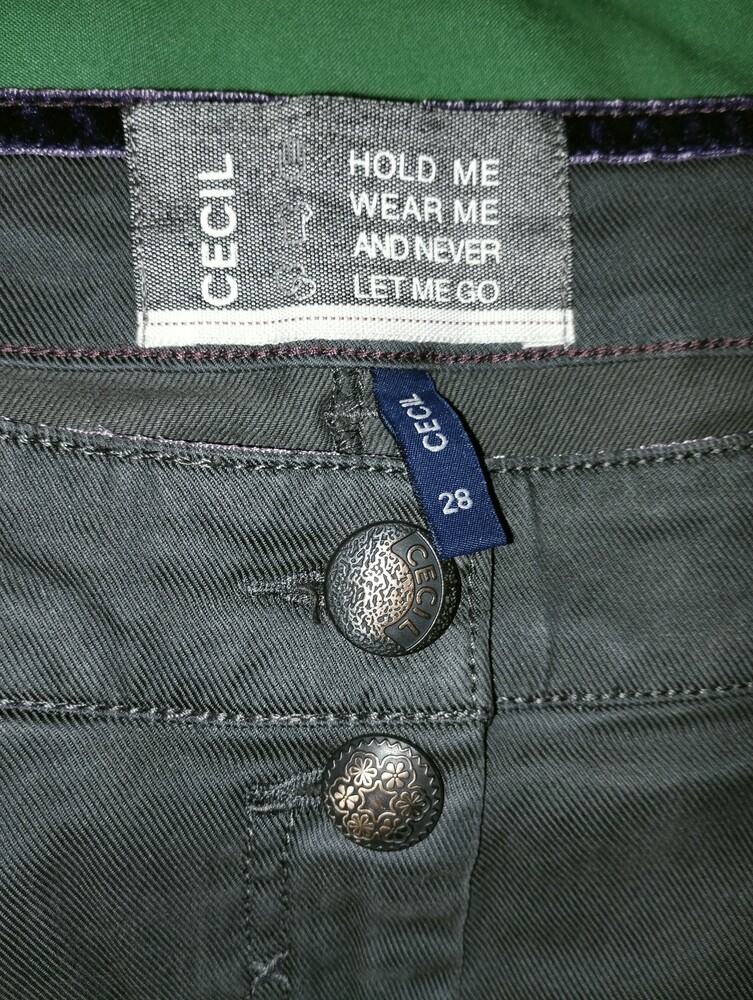 CECIL
HOLD ME
WEAR ME
AND NEVER
LET ME GO
CECIL
28
CECIL